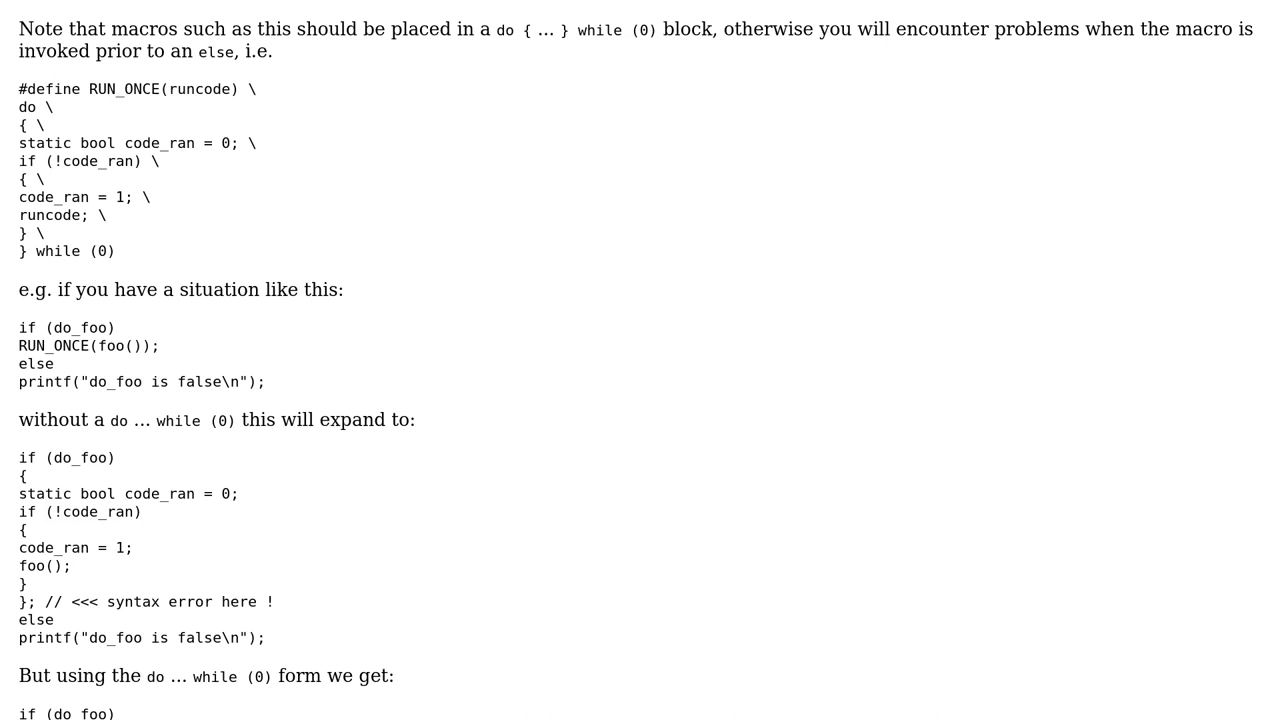 Note that macros such as this should be placed in a do { ... } while (0) block, otherwise you will encounter problems when the macro is
invoked prior to an else, i.e.
#define RUN_ONCE(runcode) \
do \
{ \
static bool code_ran = 0; \
if (!code_ran) \
{ \
code_ran = 1; \
runcode; \
} \
} while (0)
e.g. if you have a situation like this:
if (do_foo)
RUN_ONCE(foo());
else
printf("do_foo is false\n");
without a do ... while (0) this will expand to:
if (do_foo)
{
static bool code_ran = 0;
if (!code_ran)
{
code_ran = 1;
foo();
}
}; // <<< syntax error here !
else
printf("do_foo is false\n");
But using the do ... while (0) form we get:
if (do_foo)